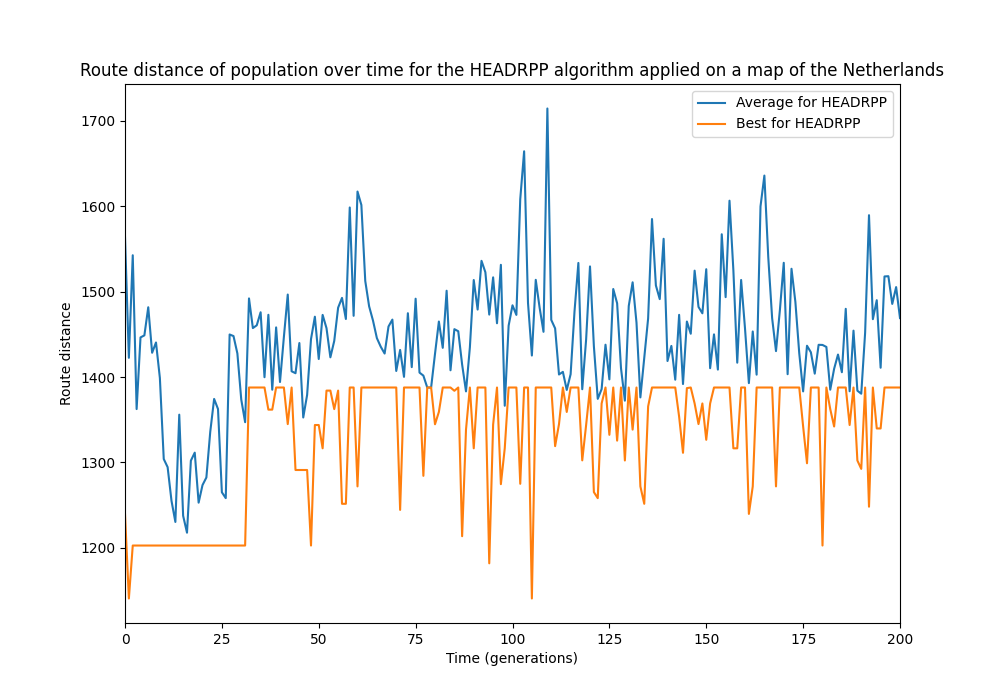 Route distance of population over time for the HEADRPP algorithm applied on a map of the Netherlands
Average for HEADRPP
Best for HEADRPP
1700
1600
1500
1400
1300
1200
Route distance
0 25 50 75 100 125 150 175 200
Time (generations)